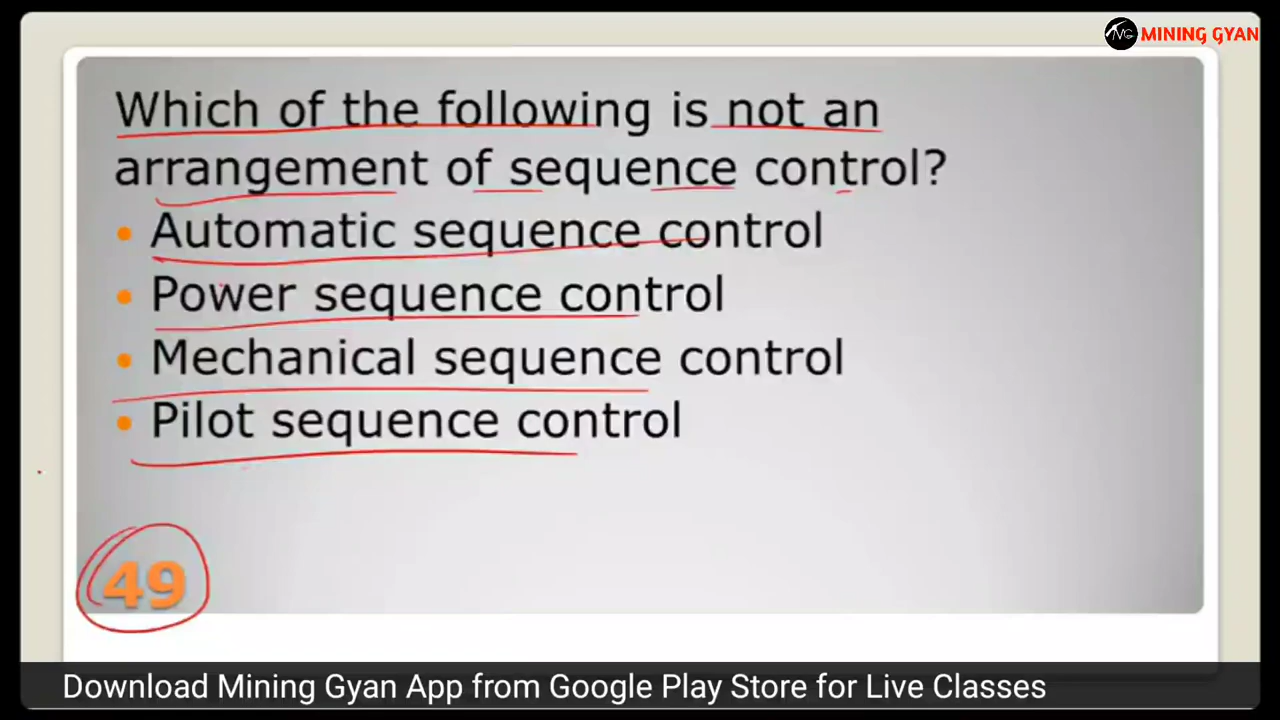 MINING GYAN
Which of the following is not an
arrangement of sequence control?
• Automatic sequence control
• Power sequence control
• Mechanical sequence control
• Pilot sequence control
49
Download Mining Gyan App from Google Play Store for Live Classes